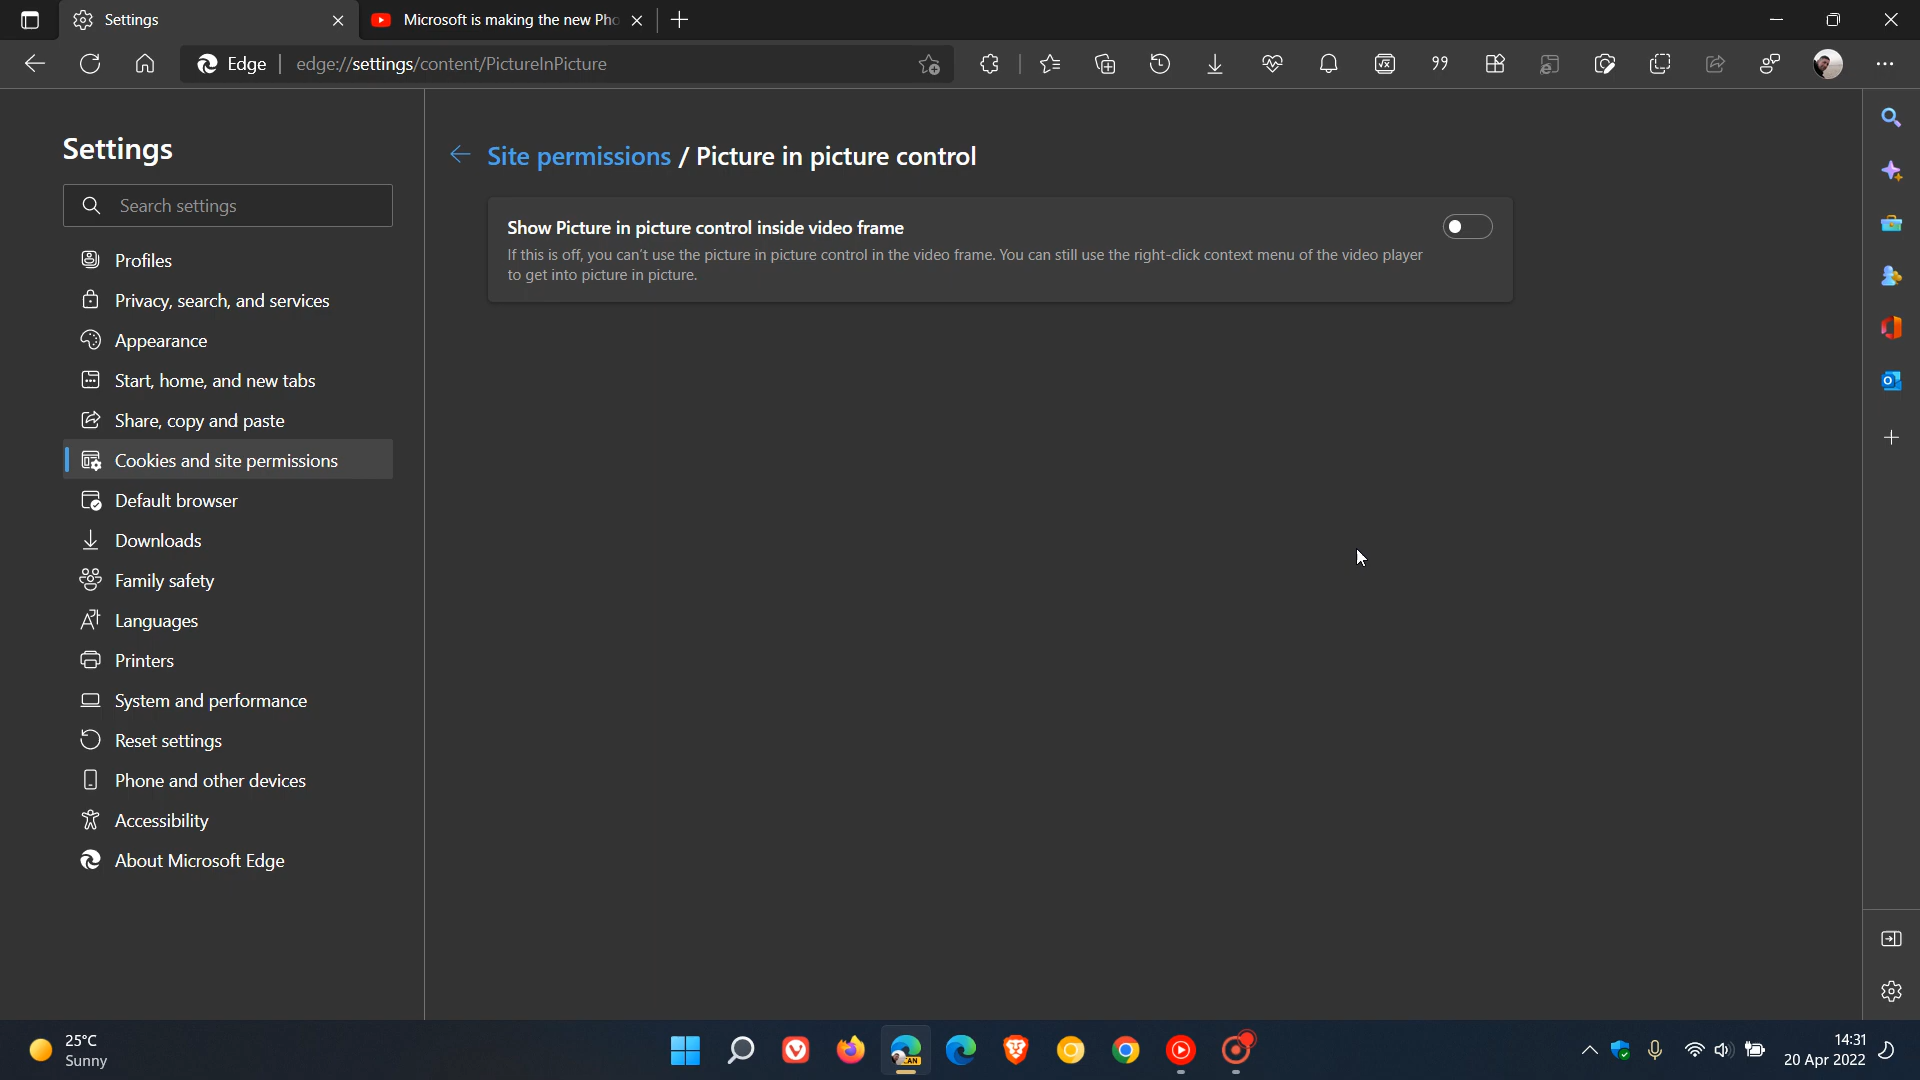 Settings
Microsoft is making the new Pho
Edge
edge://settings/content/PictureInPicture
Settings
Search settings
Profiles
Privacy, search, and services
Appearance
Start, home, and new tabs
Share, copy and paste
Cookies and site permissions
Default browser
Downloads
Family safety
Languages
Printers
System and performance
Reset settings
Phone and other devices
Accessibility
About Microsoft Edge
Site permissions / Picture in picture control
Show Picture in picture control inside video frame
If this is off, you can't use the picture in picture control in the video frame. You can still use the right-click context menu of the video player
to get into picture in picture.
25°C
Sunny
CAN
14:31
20 Apr 2022